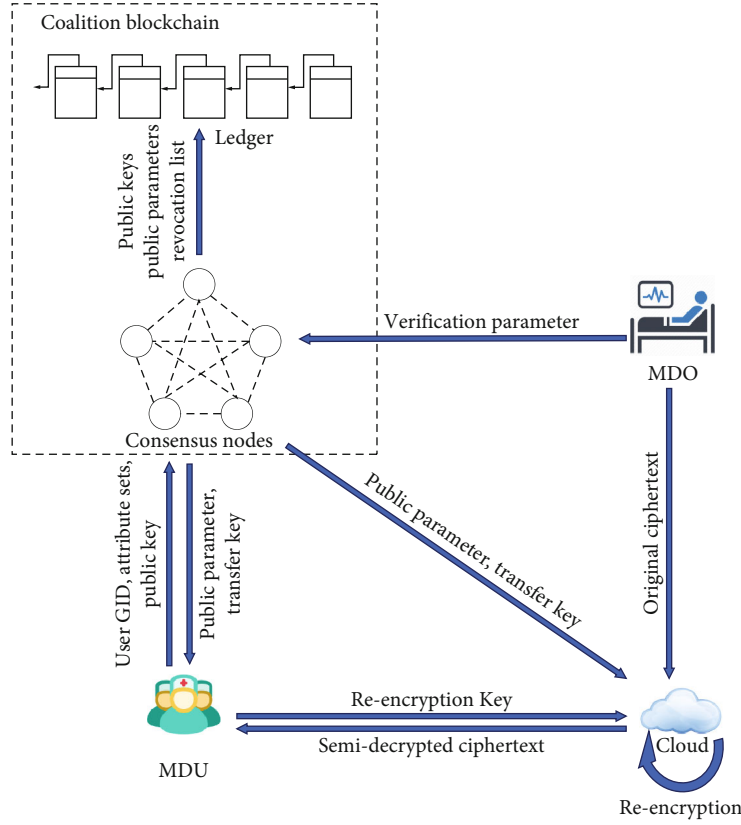 Coalition blockchain
Ledger
Public keys
public parameters
revocation list
Verification parameter
MDO
Consensus nodes
User GID, attribute sets,
public key
Public parameter,
transfer key
Public parameter, transfer key
Original ciphertext
Re-encryption Key
Semi-decrypted ciphertext
Cloud
MDU
Re-encryption